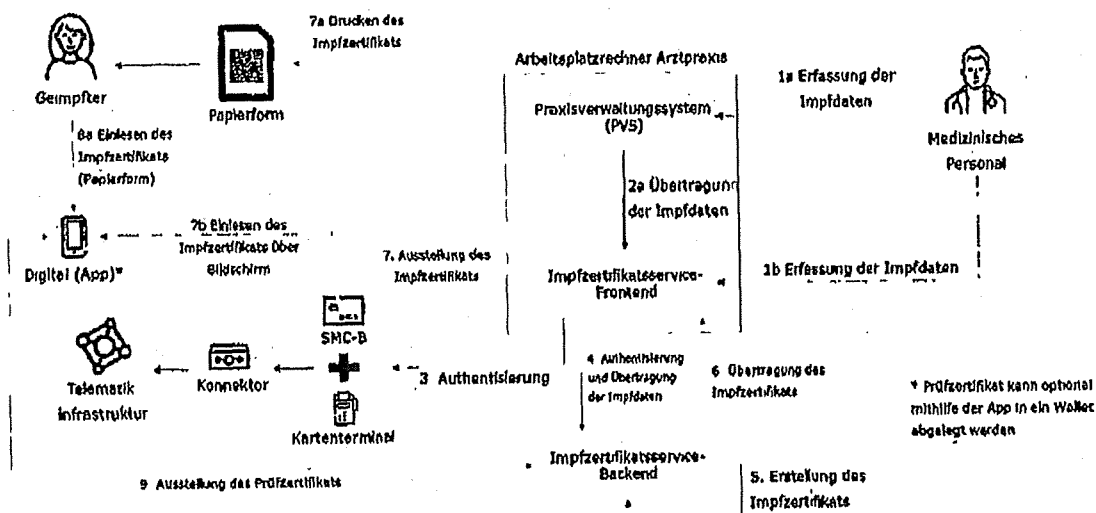 7a Drucken des
Impfzertifikats
Geimpfter
Papierform
8a Einlesen des
Impfzertifikats
(Papierform)
7b Einlesen des
Impfzertifikats Über
Bildschirm
Digital (App)*
Arbeitsplatzrechner Arztpraxis
Praxisverwaltungssystem
(PVS)
1a Erfassung der
Impfdaten
Medizinisches
Personal
2a Übertragung
der Impfdaten
7. Ausstellung des
Impfzertifikats
Impfzertifikatsservice-
Frontend
1b Erfassung der Impfdaten
SMC-B
Telematik
infrastruktur
Konnektor
Kartenterminal
3 Authentisierung
4 Authentisierung
und Übertragung
der Impfdaten
6 Übertragung des
Impfzertifikats
* Prüfzertifikat kann optional
mithilfe der App in ein Wallet
abgelegt werden
Impfzertifikatsservice-
Backend
9 Ausstellung des Prüfzertifikats
5. Erstellung des
Impfzertifikats